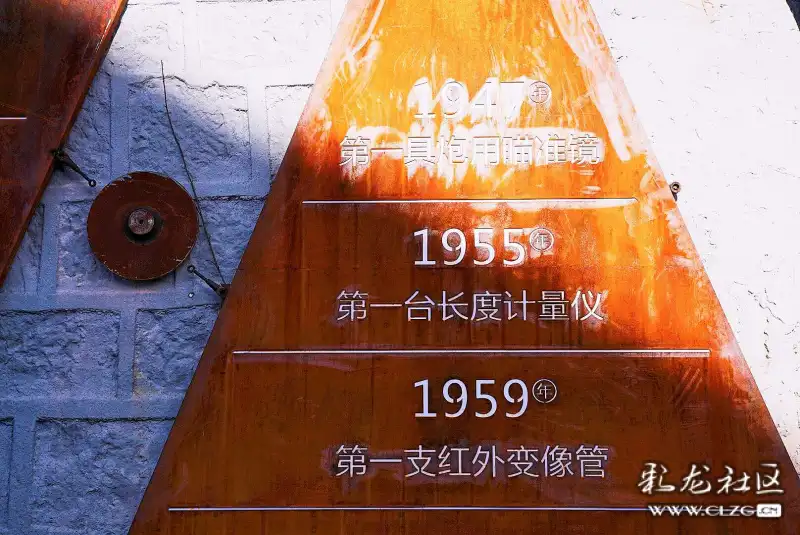 1947年
第一具炮用瞄准镜
1955年
第一台长度计量仪
1959年
第一支红外变像管
彩龙社区
WWW.CLZG.CN